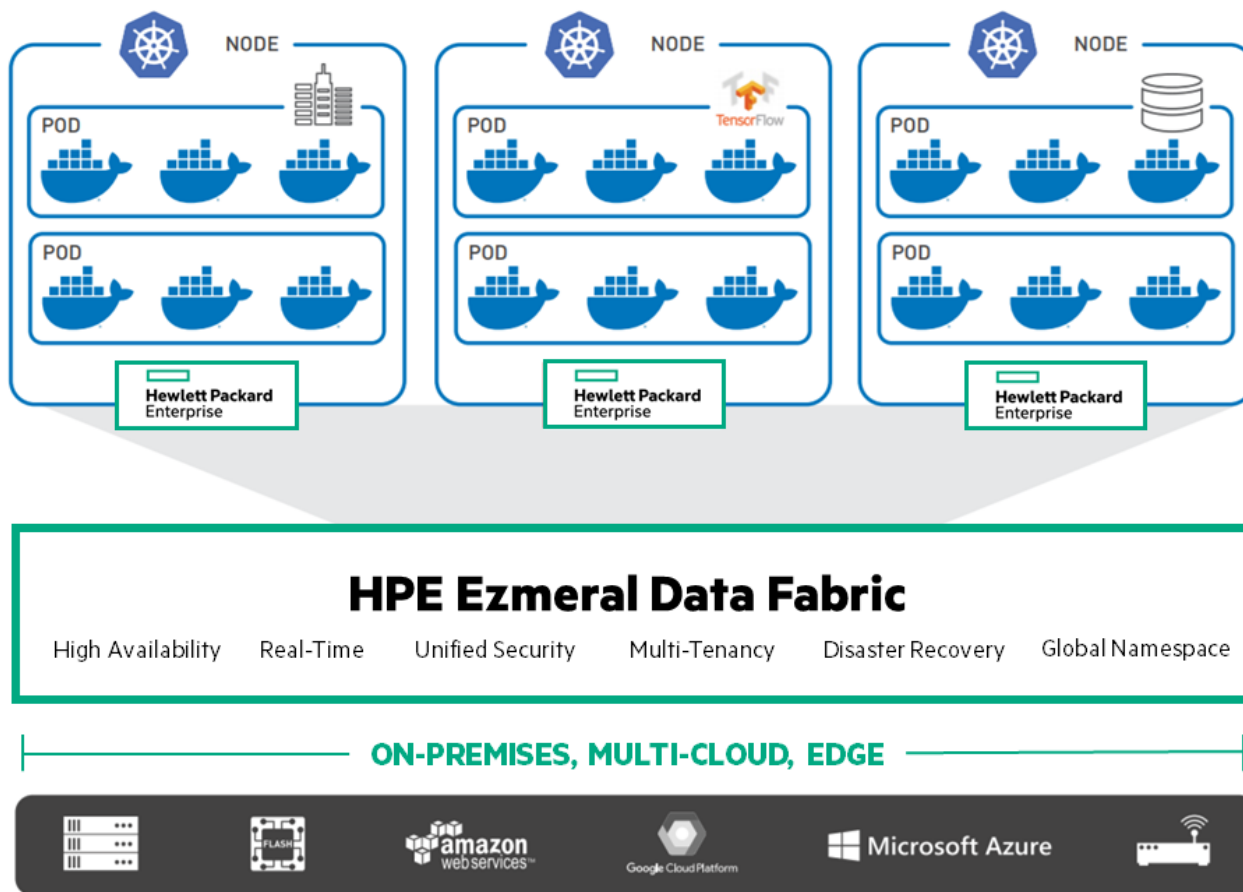 NODE
NODE
NODE
POD
POD
TensorFlow
POD
POD
POD
POD
Hewlett Packard
Enterprise
Hewlett Packard
Enterprise
Hewlett Packard
Enterprise
HPE Ezmeral Data Fabric
High Availability
Real-Time
Unified Security
Multi-Tenancy
Disaster Recovery
Global Namespace
ON-PREMISES, MULTI-CLOUD, EDGE
FLASH
amazon
webservices™
Google Cloud Platform
Microsoft Azure